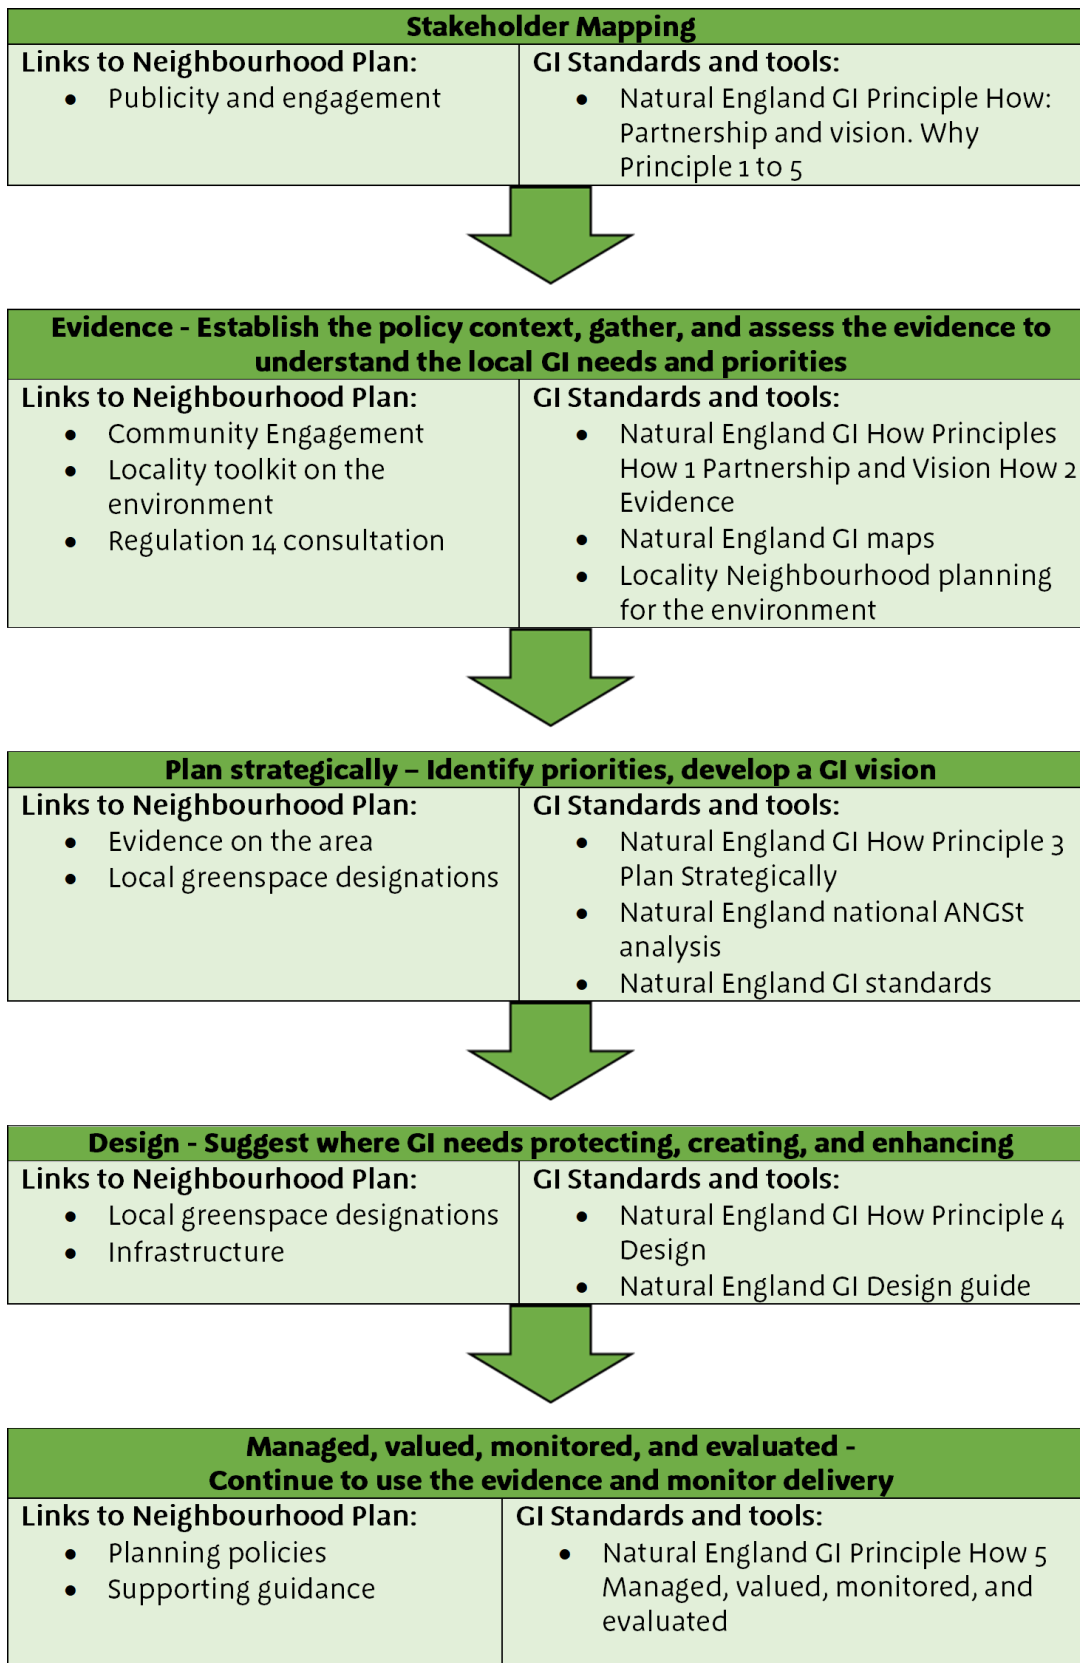 Stakeholder Mapping
Links to Neighbourhood Plan:
• Publicity and engagement
GI Standards and tools:
• Natural England GI Principle How:
Partnership and vision. Why
Principle 1 to 5
Evidence - Establish the policy context, gather, and assess the evidence to
understand the local GI needs and priorities
Links to Neighbourhood Plan:
• Community Engagement
• Locality toolkit on the
environment
• Regulation 14 consultation
GI Standards and tools:
• Natural England GI How Principles
How 1 Partnership and Vision How 2
Evidence
• Natural England GI maps
• Locality Neighbourhood planning
for the environment
Plan strategically – Identify priorities, develop a GI vision
Links to Neighbourhood Plan:
• Evidence on the area
• Local greenspace designations
GI Standards and tools:
• Natural England GI How Principle 3
Plan Strategically
• Natural England national ANGSt
analysis
• Natural England GI standards
Design - Suggest where GI needs protecting, creating, and enhancing
Links to Neighbourhood Plan:
• Local greenspace designations
• Infrastructure
GI Standards and tools:
• Natural England GI How Principle 4
Design
• Natural England GI Design guide
Managed, valued, monitored, and evaluated -
Continue to use the evidence and monitor delivery
Links to Neighbourhood Plan:
• Planning policies
• Supporting guidance
GI Standards and tools:
• Natural England GI Principle How 5
Managed, valued, monitored, and
evaluated